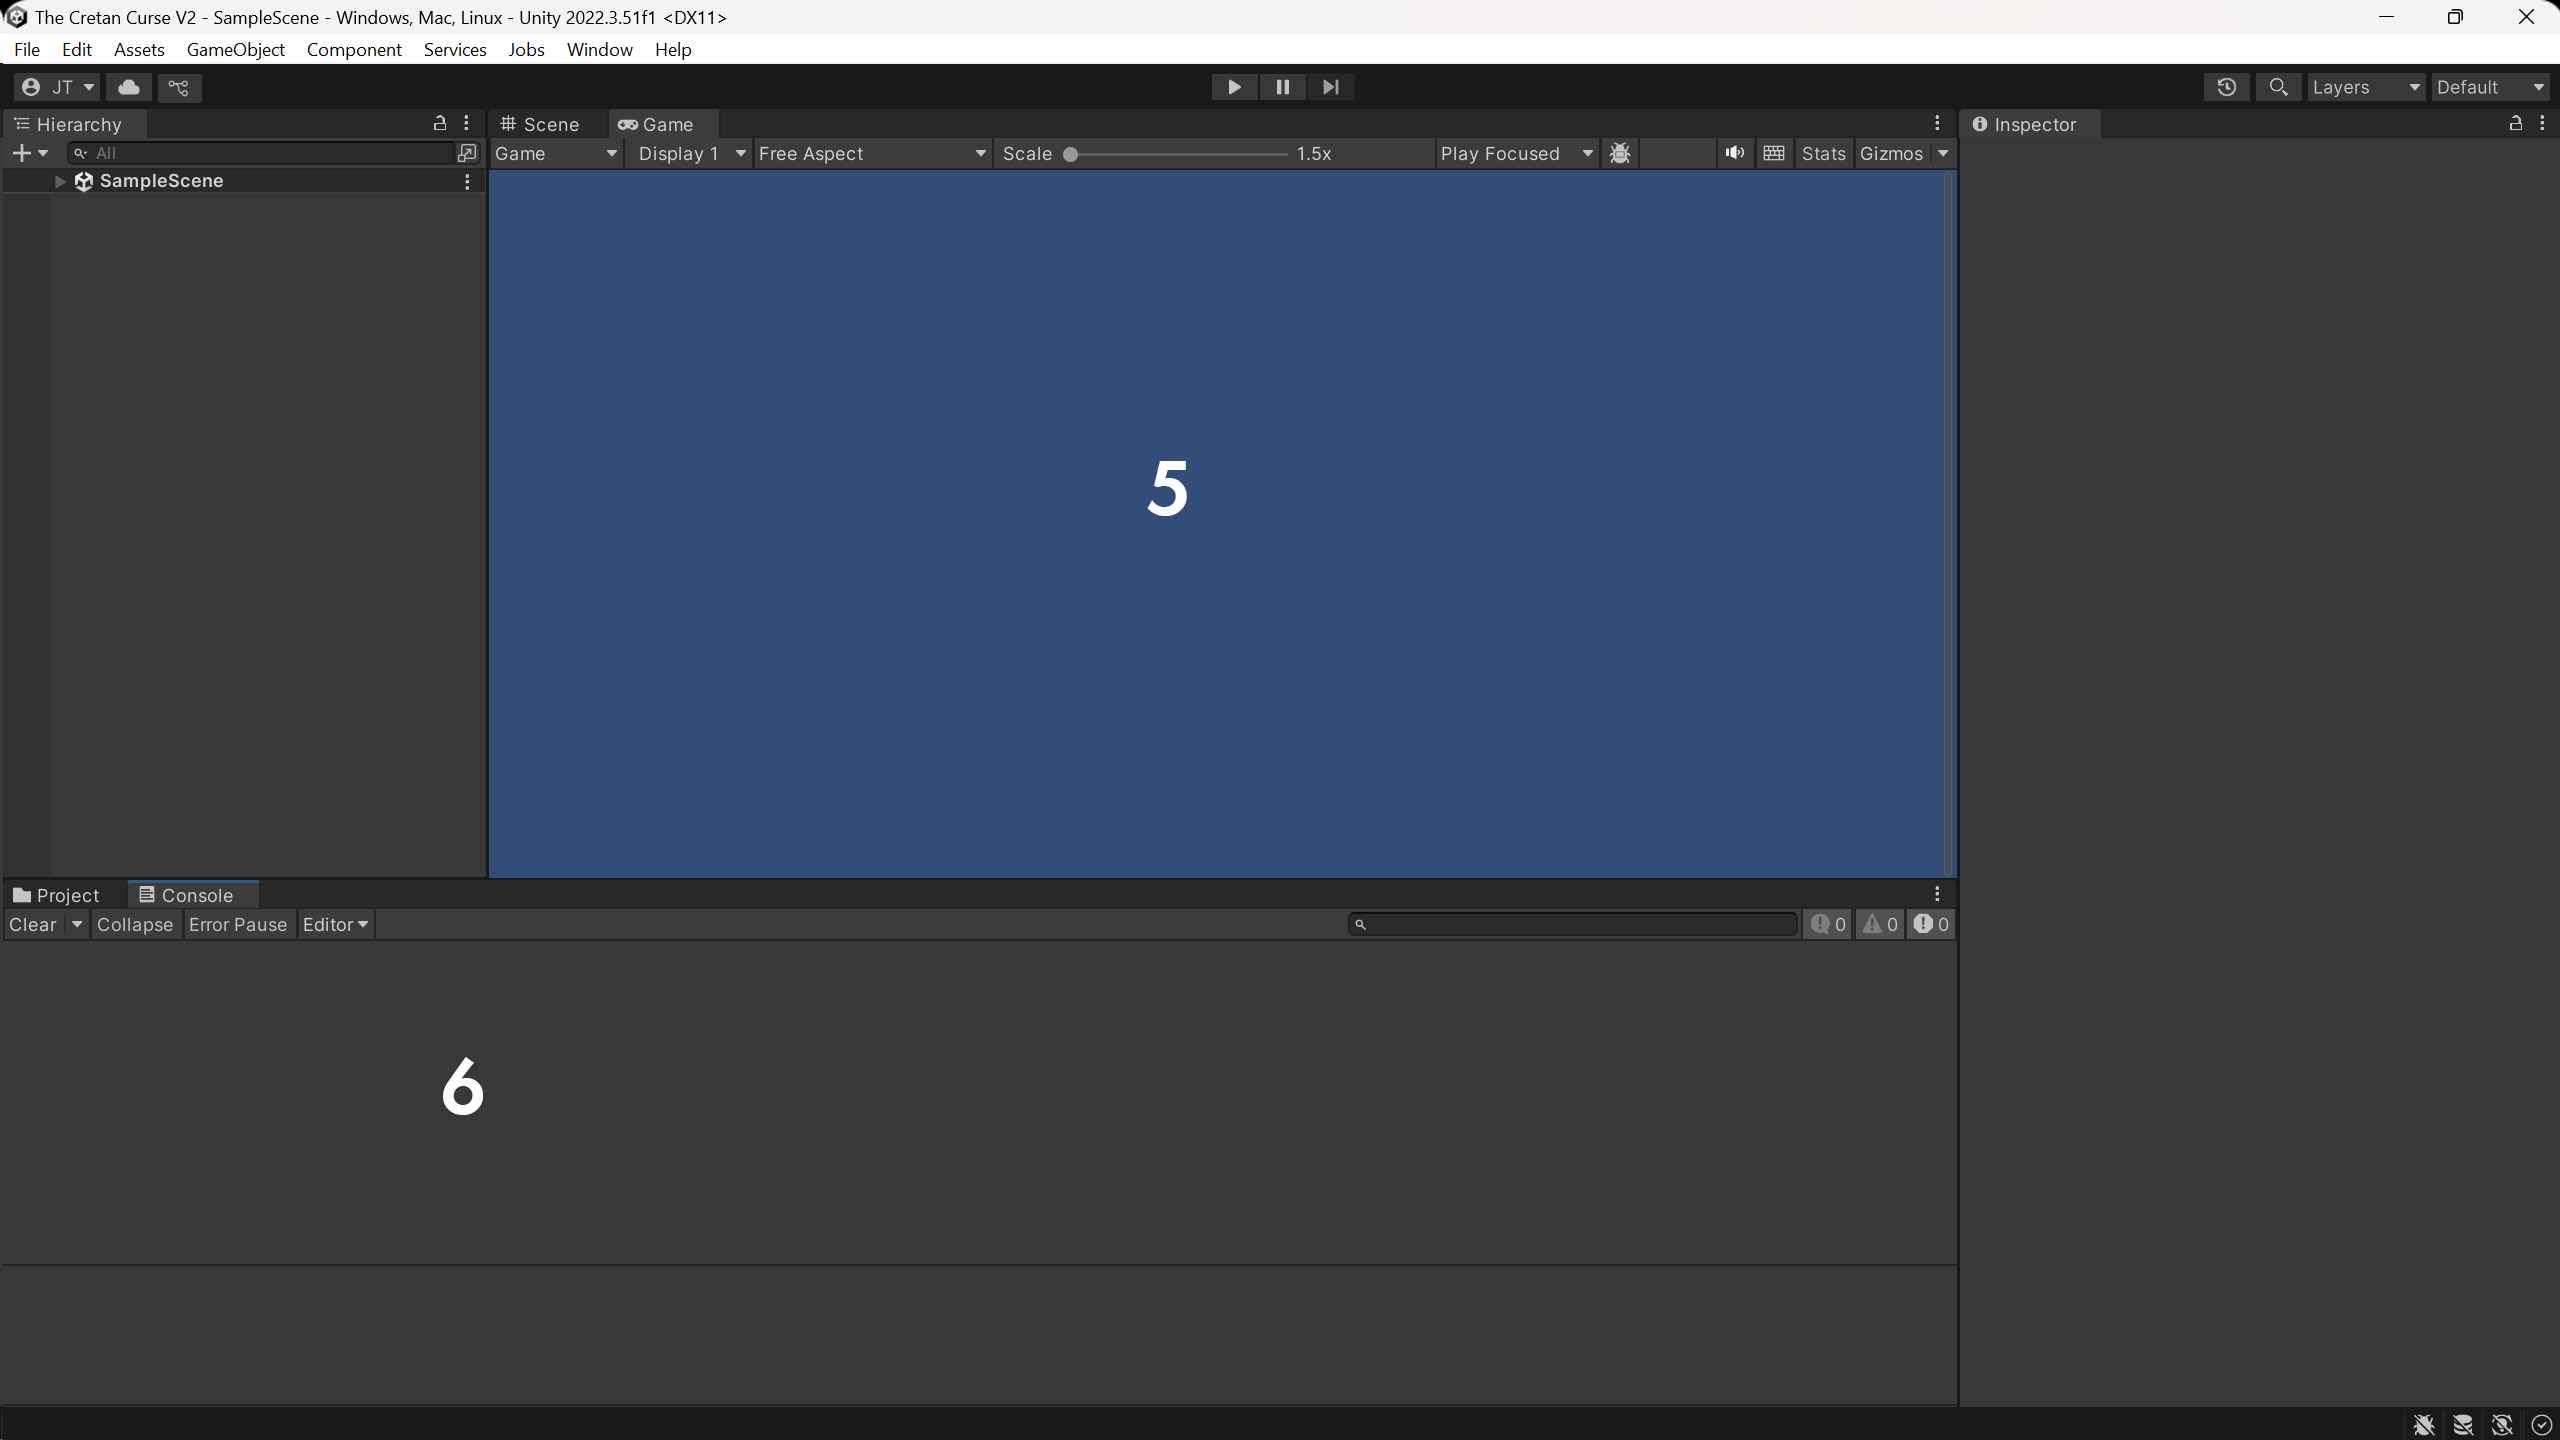 The Cretan Curse V2 - SampleScene - Windows, Mac, Linux - Unity 2022.3.51f1 <DX11>
File Edit Assets GameObject Component Services Jobs Window Help
JT Layers Default
Hierarchy Scene Game Inspector
All Game Display 1 Free Aspect Scale 1.5x Play Focused Stats Gizmos
SampleScene
5
Project Console
Clear Collapse Error Pause Editor 0 0 0
6